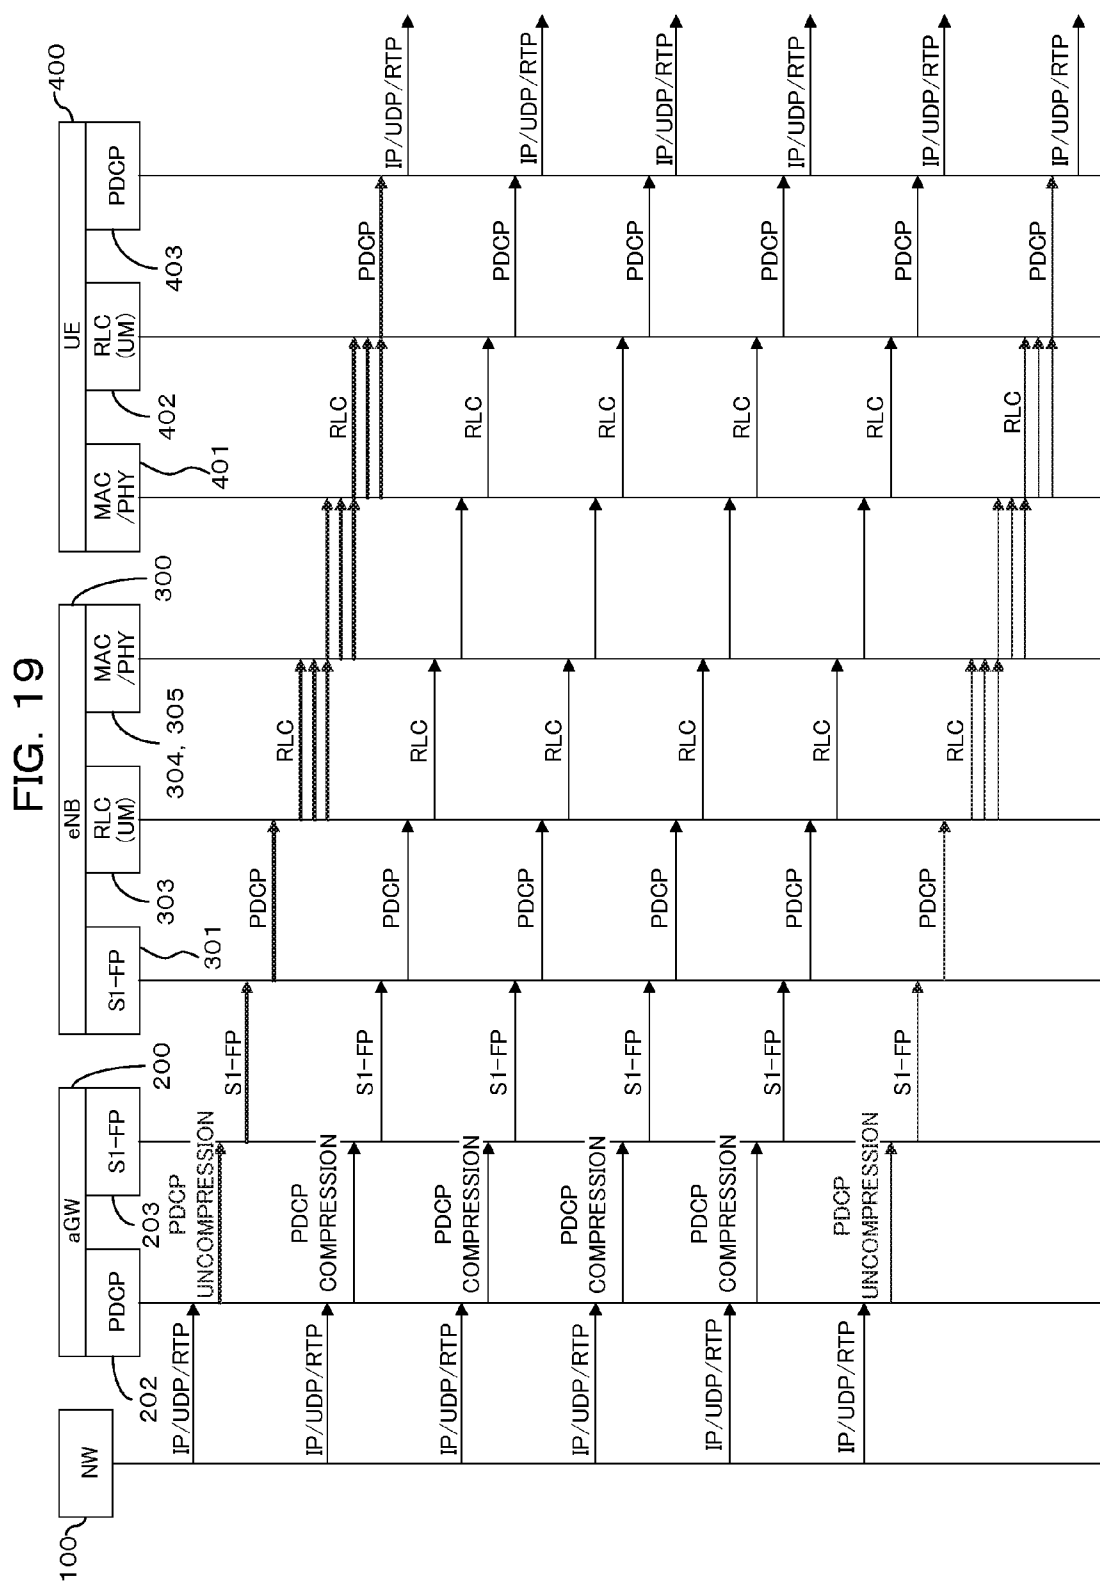 FIG. 19
100
NW
aGW
200
eNB
300
UE
400
PDCP
S1-FP
S1-FP
RLC
(UM)
MAC
/PHY
MAC
/PHY
RLC
(UM)
PDCP
202
203
301
303
304, 305
401
402
403
IP/UDP/RTP
PDCP
UNCOMPRESSION
S1-FP
PDCP
RLC
IP/UDP/RTP
PDCP
COMPRESSION
RLC
S1-FP
PDCP
PDCP
IP/UDP/RTP
RLC
IP/UDP/RTP
PDCP
COMPRESSION
RLC
S1-FP
PDCP
PDCP
IP/UDP/RTP
RLC
IP/UDP/RTP
PDCP
COMPRESSION
RLC
S1-FP
PDCP
PDCP
IP/UDP/RTP
RLC
IP/UDP/RTP
PDCP
COMPRESSION
RLC
S1-FP
PDCP
PDCP
IP/UDP/RTP
RLC
IP/UDP/RTP
PDCP
UNCOMPRESSION
RLC
S1-FP
PDCP
PDCP
IP/UDP/RTP
RLC
RLC
PDCP
IP/UDP/RTP